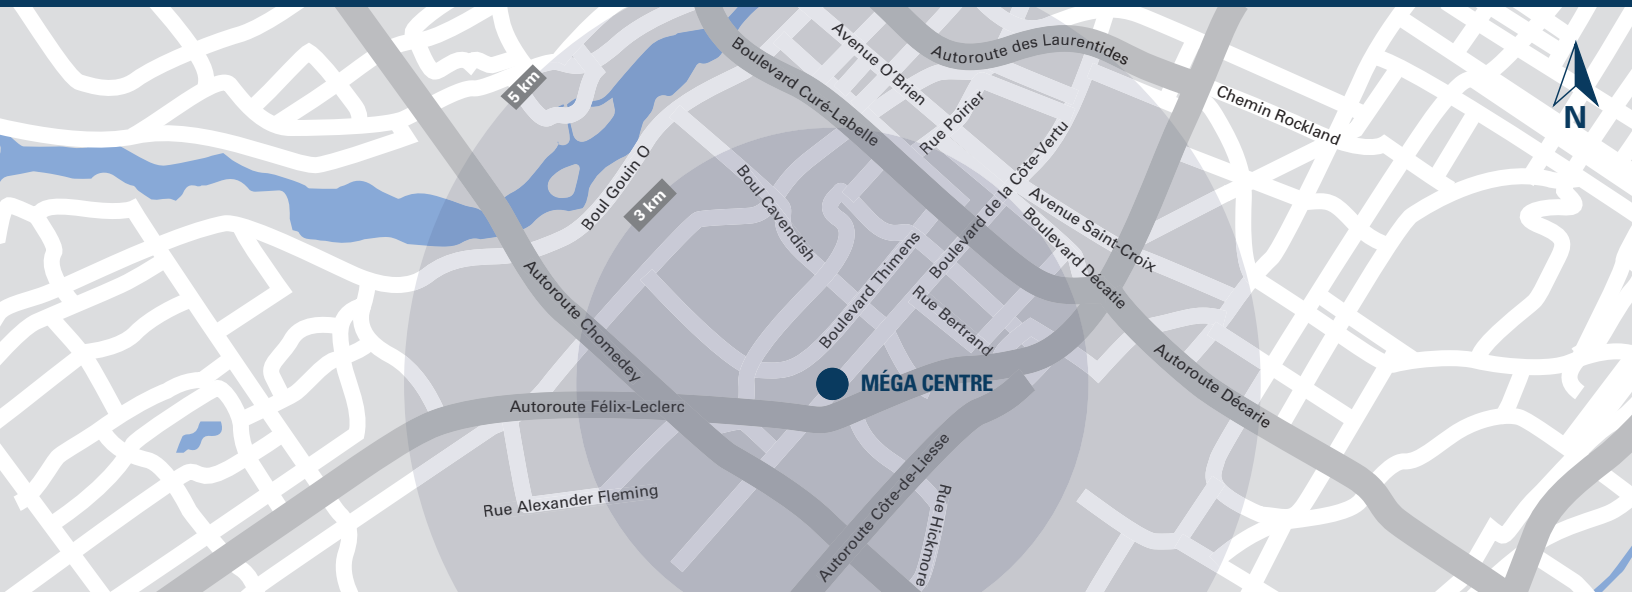 Avenue O'Brien
Autoroute des Laurentides
Boulevard Curé-Labelle
5 km
Rue Poirier
Chemin Rockland
N
Boul Gouin O
Boul Cavendish
3 km
Boulevard de la Côte-Vertu
Avenue Saint-Croix
Boulevard Décatie
Boulevard Thimens
Autoroute Chomedey
Rue Bertrand
Autoroute Décarie
MÉGA CENTRE
Autoroute Félix-Leclerc
Autoroute Côte-de-Liesse
Rue Alexander Fleming
Rue Hickmore